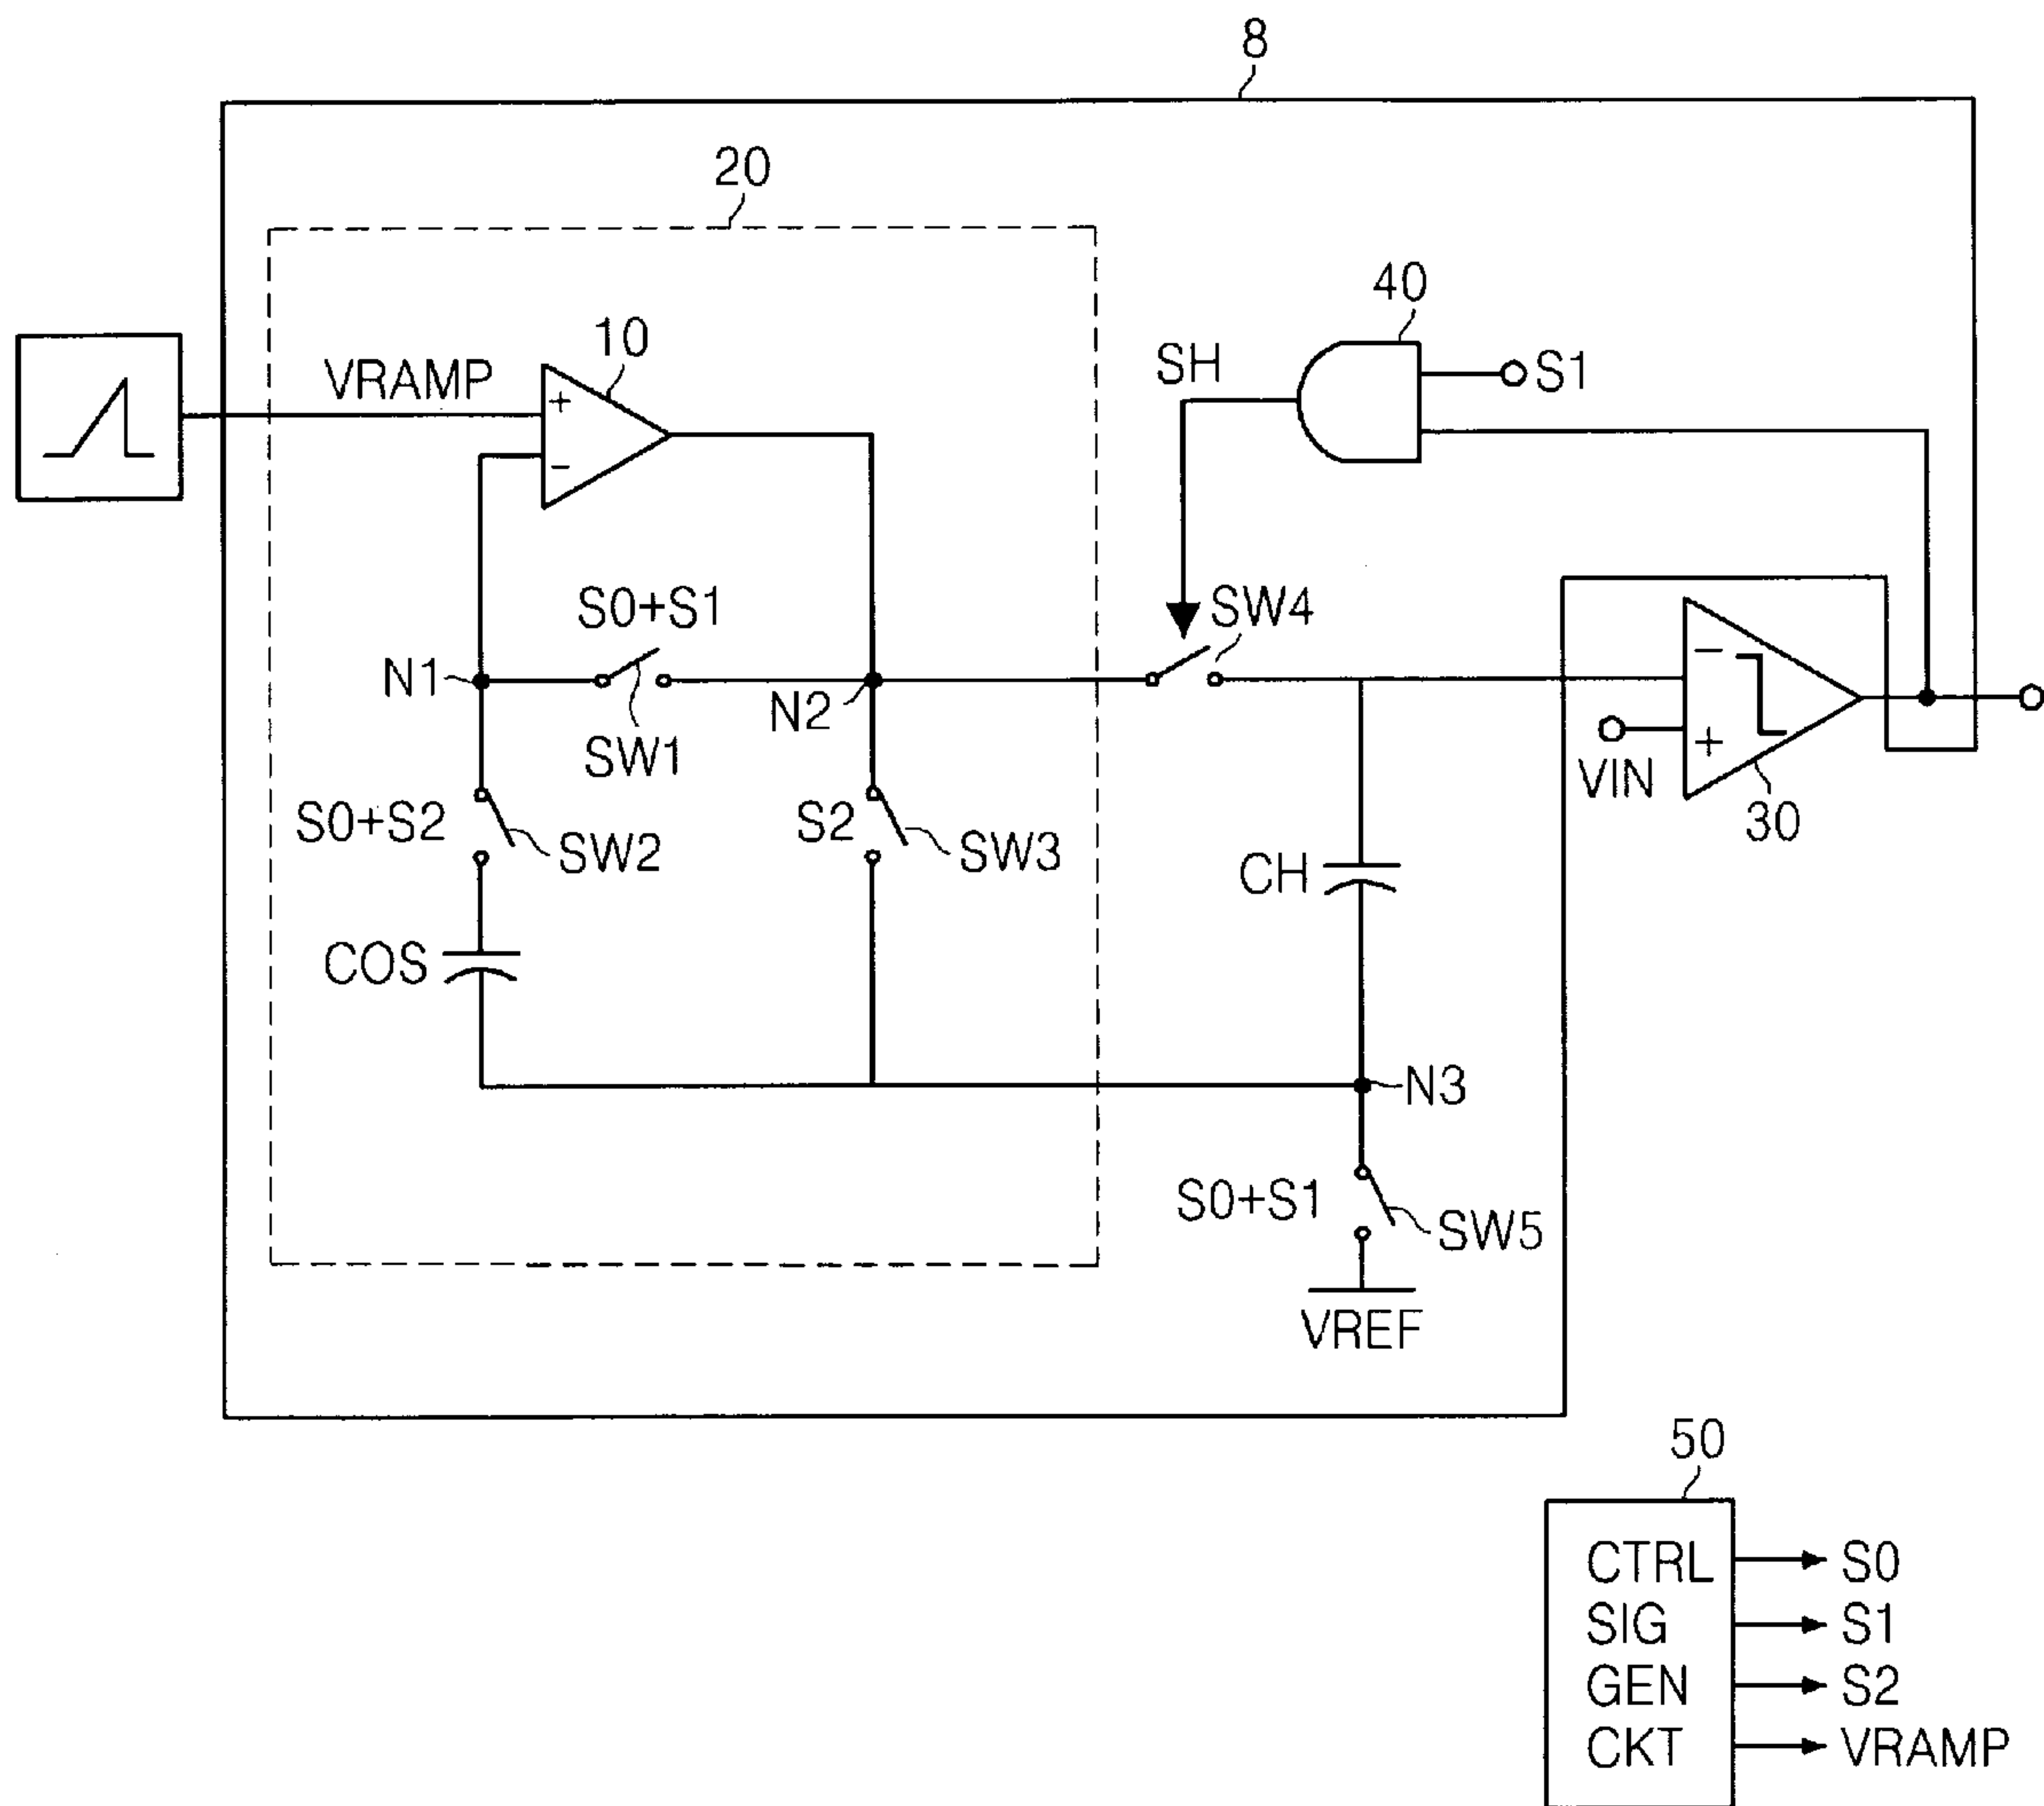 8
20
40
10
VRAMP
+
−
SH
S1
S0+S1
SW4
N1
N2
SW1
−
+
VIN
30
S0+S2
SW2
S2
SW3
CH
COS
N3
S0+S1
SW5
VREF
50
CTRL
S0
SIG
S1
GEN
S2
CKT
VRAMP